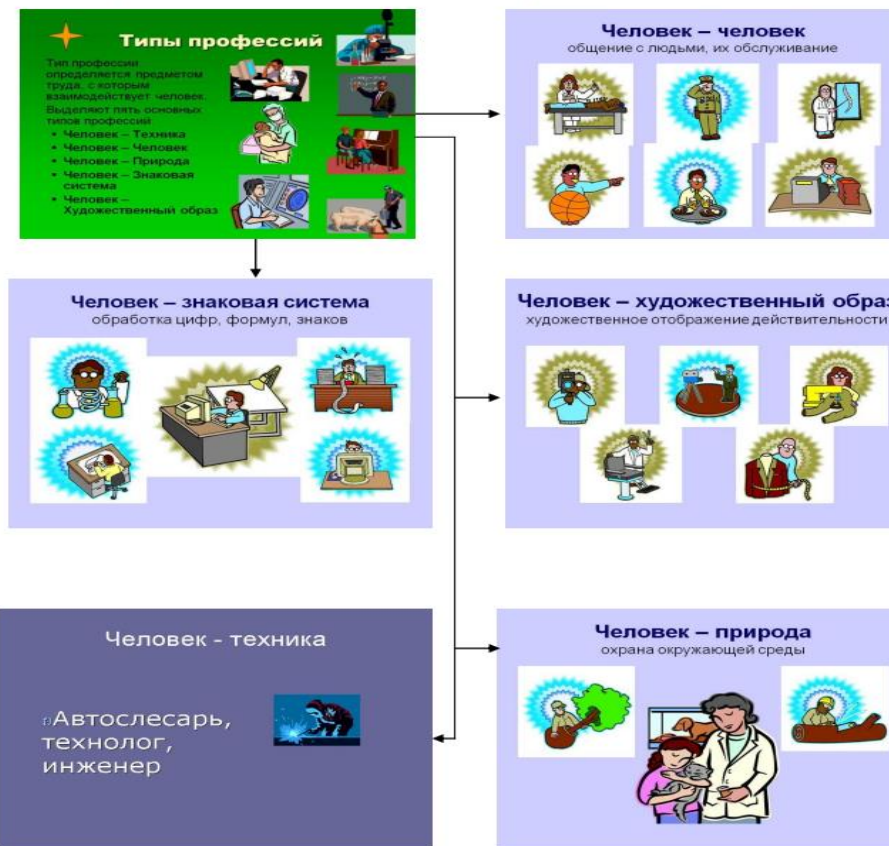 Типы профессий
Тип профессии
определяется предметом
труда, с которым
взаимодействует человек.
Выделяют пять основных
типов профессий
• Человек – Техника
• Человек – Человек
• Человек – Природа
• Человек – Знаковая
система
• Человек –
Художественный образ
Человек – человек
общение с людьми, их обслуживание
Человек – знаковая система
обработка цифр, формул, знаков
Человек – художественный образ
художественное отображение действительности
Человек - техника
Автослесарь,
технолог,
инженер
Человек – природа
охрана окружающей среды